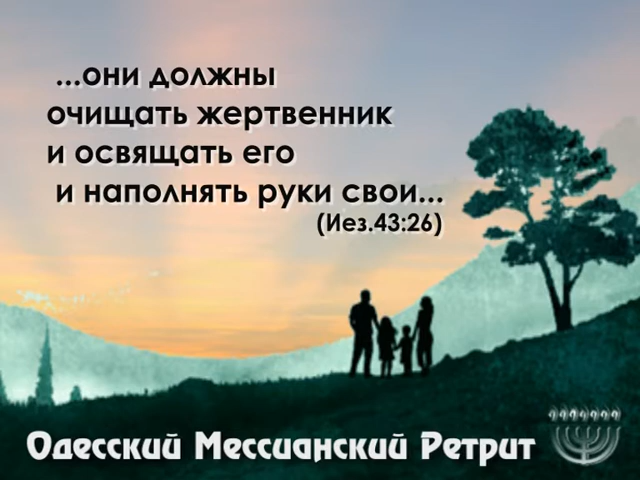 ...они должны
очищать жертвенник
и освящать его
и наполнять руки свои...
(Иез.43:26)
Одесский Мессианский Ретрит